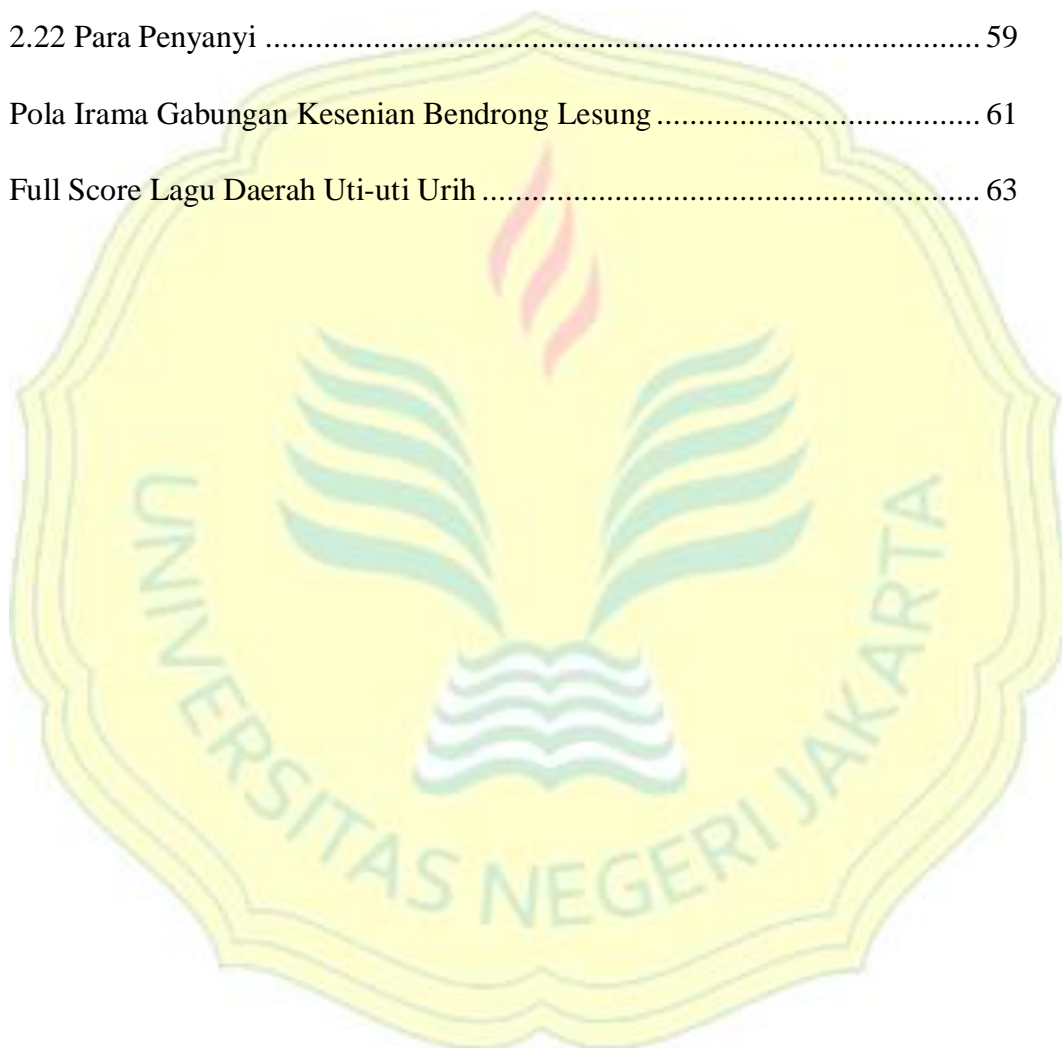 2.22 Para Penyanyi ......................................................................... 59
Pola Irama Gabungan Kesenian Bendrong Lesung ................................. 61
Full Score Lagu Daerah Uti-uti Urih ................................................... 63
UNIVERSITAS NEGERI JAKARTA